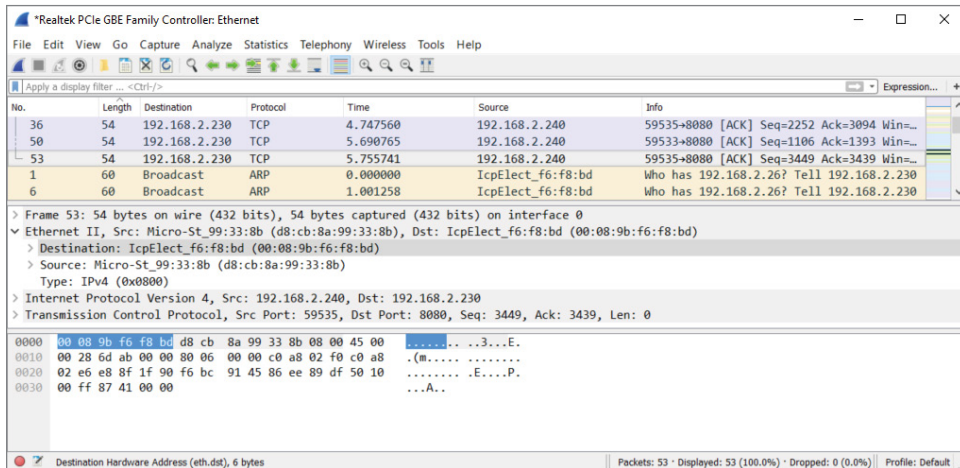 *Realtek PCIe GBE Family Controller: Ethernet
File Edit View Go Capture Analyze Statistics Telephony Wireless Tools Help
Apply a display filter ... <Ctrl-/> Expression... +
No. Length Destination Protocol Time Source Info
36 54 192.168.2.230 TCP 4.747560 192.168.2.240 59535→8080 [ACK] Seq=2252 Ack=3094 Win=…
50 54 192.168.2.230 TCP 5.690765 192.168.2.240 59533→8080 [ACK] Seq=1106 Ack=1393 Win=…
53 54 192.168.2.230 TCP 5.755741 192.168.2.240 59535→8080 [ACK] Seq=3449 Ack=3439 Win=…
1 60 Broadcast ARP 0.000000 IcpElect_f6:f8:bd Who has 192.168.2.26? Tell 192.168.2.230
6 60 Broadcast ARP 1.001258 IcpElect_f6:f8:bd Who has 192.168.2.26? Tell 192.168.2.230
> Frame 53: 54 bytes on wire (432 bits), 54 bytes captured (432 bits) on interface 0
Ethernet II, Src: Micro-St_99:33:8b (d8:cb:8a:99:33:8b), Dst: IcpElect_f6:f8:bd (00:08:9b:f6:f8:bd)
> Destination: IcpElect_f6:f8:bd (00:08:9b:f6:f8:bd)
> Source: Micro-St_99:33:8b (d8:cb:8a:99:33:8b)
Type: IPv4 (0x0800)
> Internet Protocol Version 4, Src: 192.168.2.240, Dst: 192.168.2.230
> Transmission Control Protocol, Src Port: 59535, Dst Port: 8080, Seq: 3449, Ack: 3439, Len: 0
0000 00 08 9b f6 f8 bd d8 cb 8a 99 33 8b 08 00 45 00 ........ ..3...E.
0010 00 28 6d ab 00 00 80 06 00 00 c0 a8 02 f0 c0 a8 .(m..... ........
0020 02 e6 e8 8f 1f 90 f6 bc 91 45 86 ee 89 df 50 10 ........ .E....P.
0030 00 ff 87 41 00 00 ...A..
Destination Hardware Address (eth.dst), 6 bytes Packets: 53 · Displayed: 53 (100.0%) · Dropped: 0 (0.0%) Profile: Default